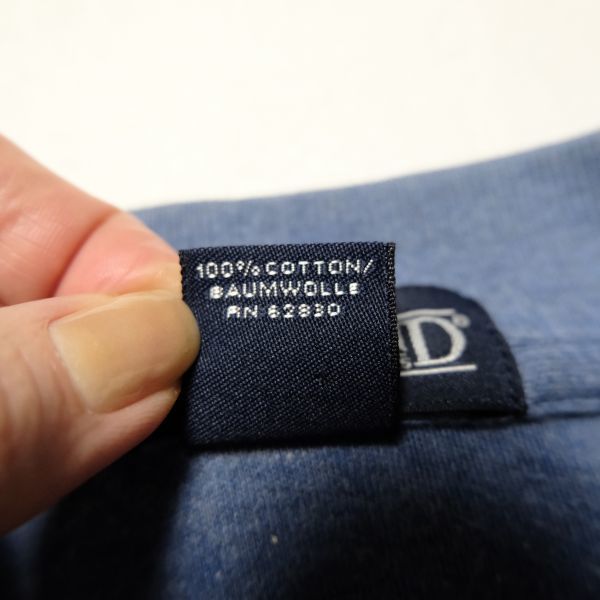 100% COTTON/
BAUMWOLLE
RN 62830
D®